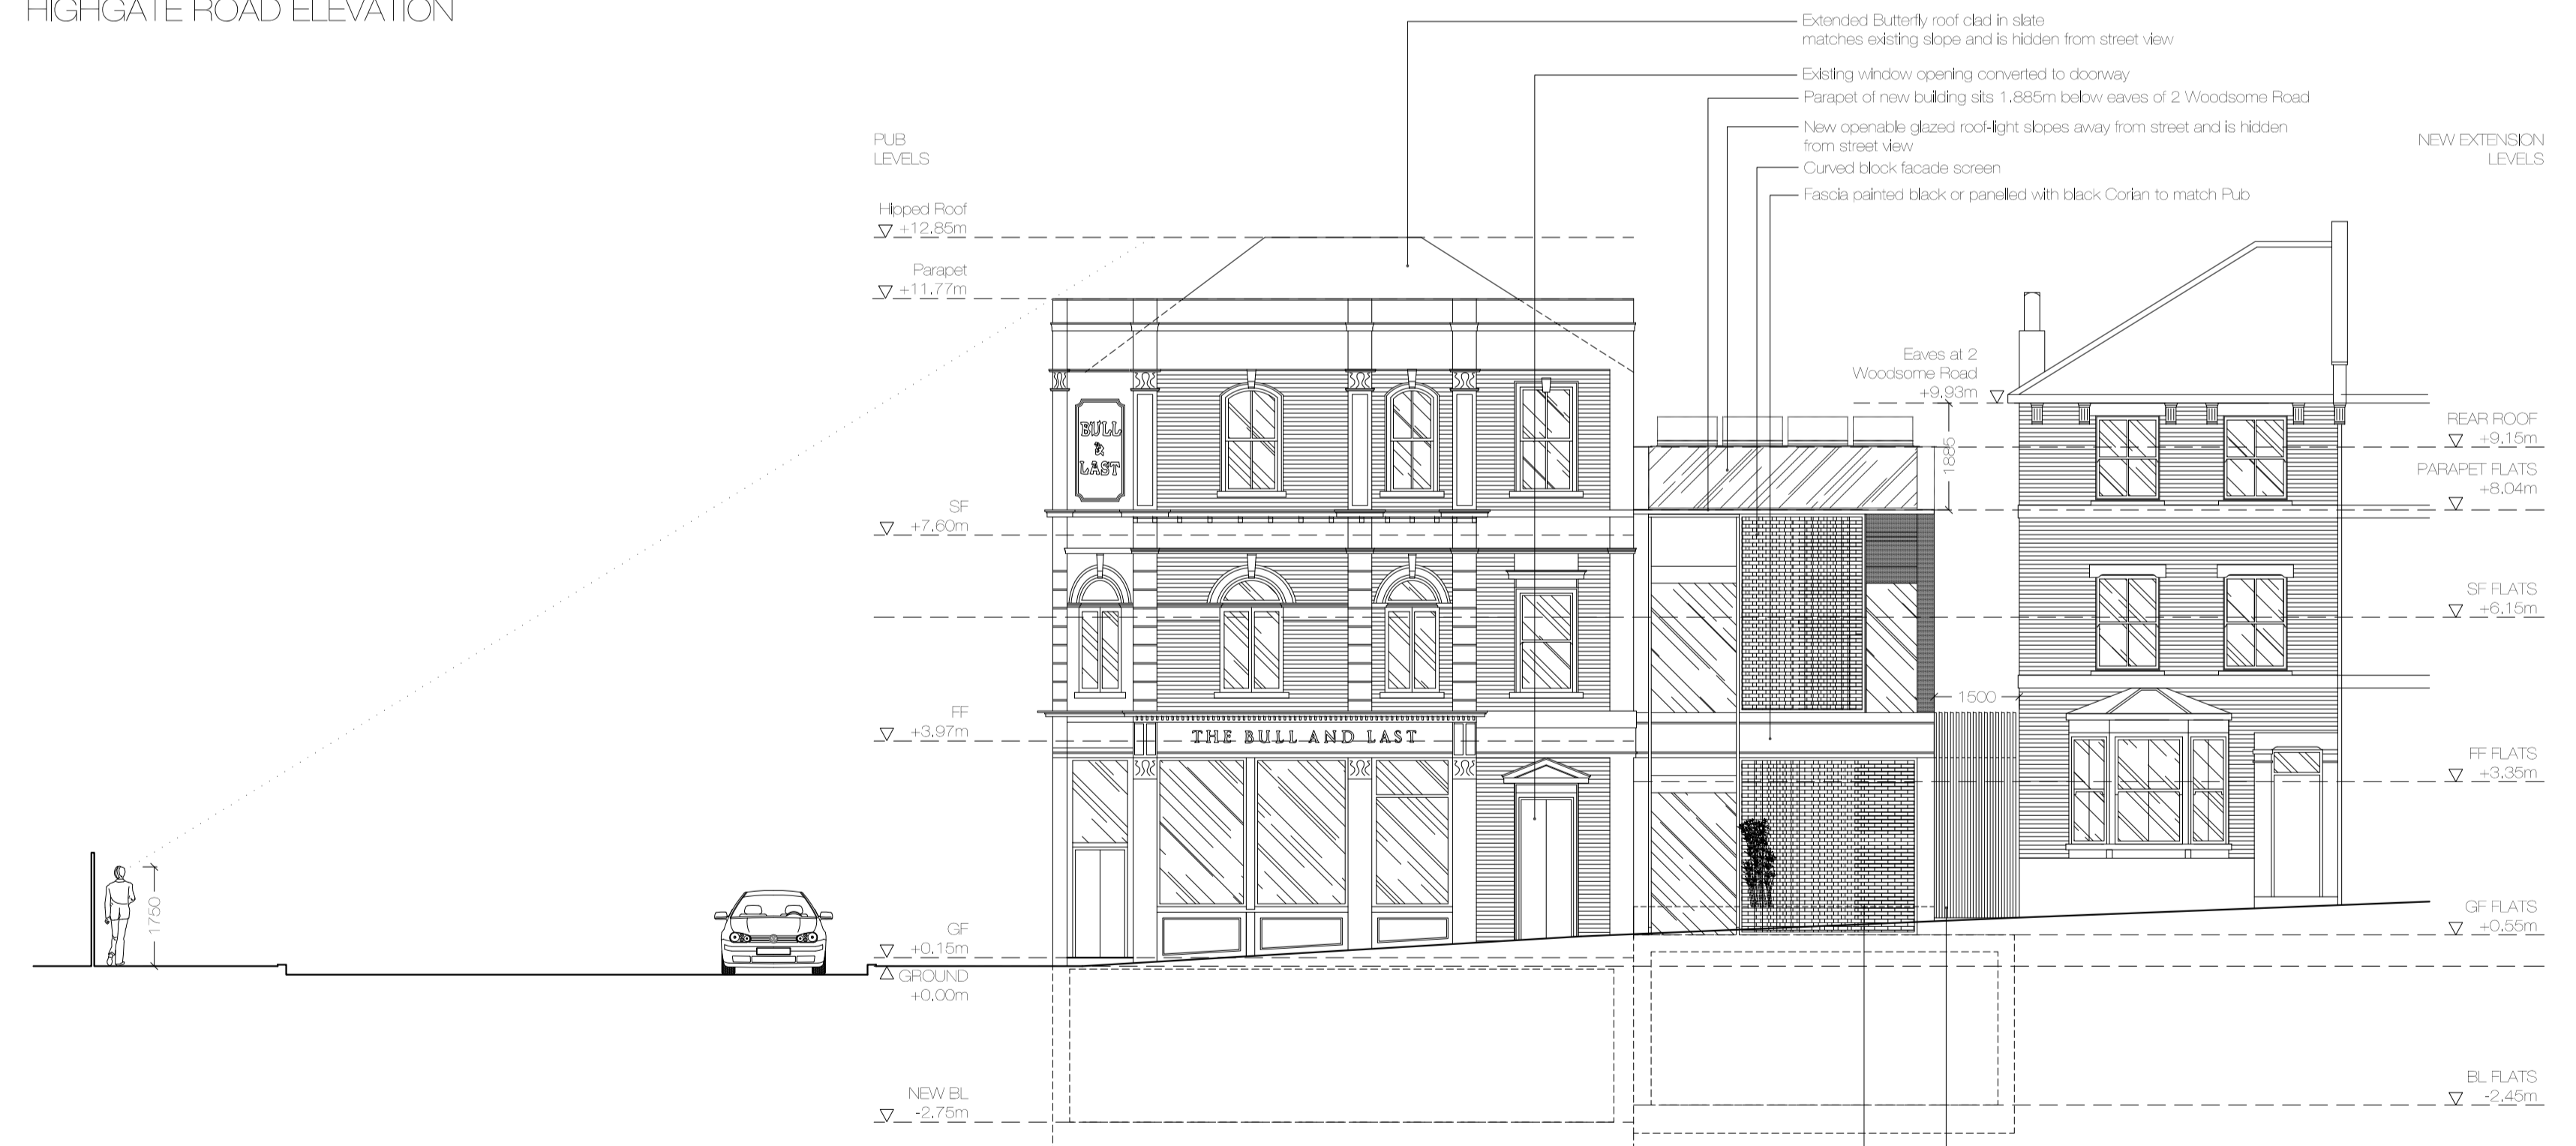 HIGHGATE ROAD ELEVATION
Extended Butterfly roof clad in slate
matches existing slope and is hidden from street view
Existing window opening converted to doorway
Parapet of new building sits 1.885m below eaves of 2 Woodsome Road
New openable glazed roof-light slopes away from street and is hidden
from street view
Curved block facade screen
Fascia painted black or panelled with black Corian to match Pub
PUB
LEVELS
NEW EXTENSION
LEVELS
Hipped Roof
+12.85m
Parapet
+11.77m
Eaves at 2
Woodsome Road
+9.93m
1885
REAR ROOF
+9.15m
PARAPET FLATS
+8.04m
BULL
&
LAST
SF
+7.60m
SF FLATS
+6.15m
1500
FF
+3.97m
THE BULL AND LAST
FF FLATS
+3.35m
1750
GF
+0.15m
GROUND
+0.00m
GF FLATS
+0.55m
NEW BL
-2.75m
BL FLATS
-2.45m